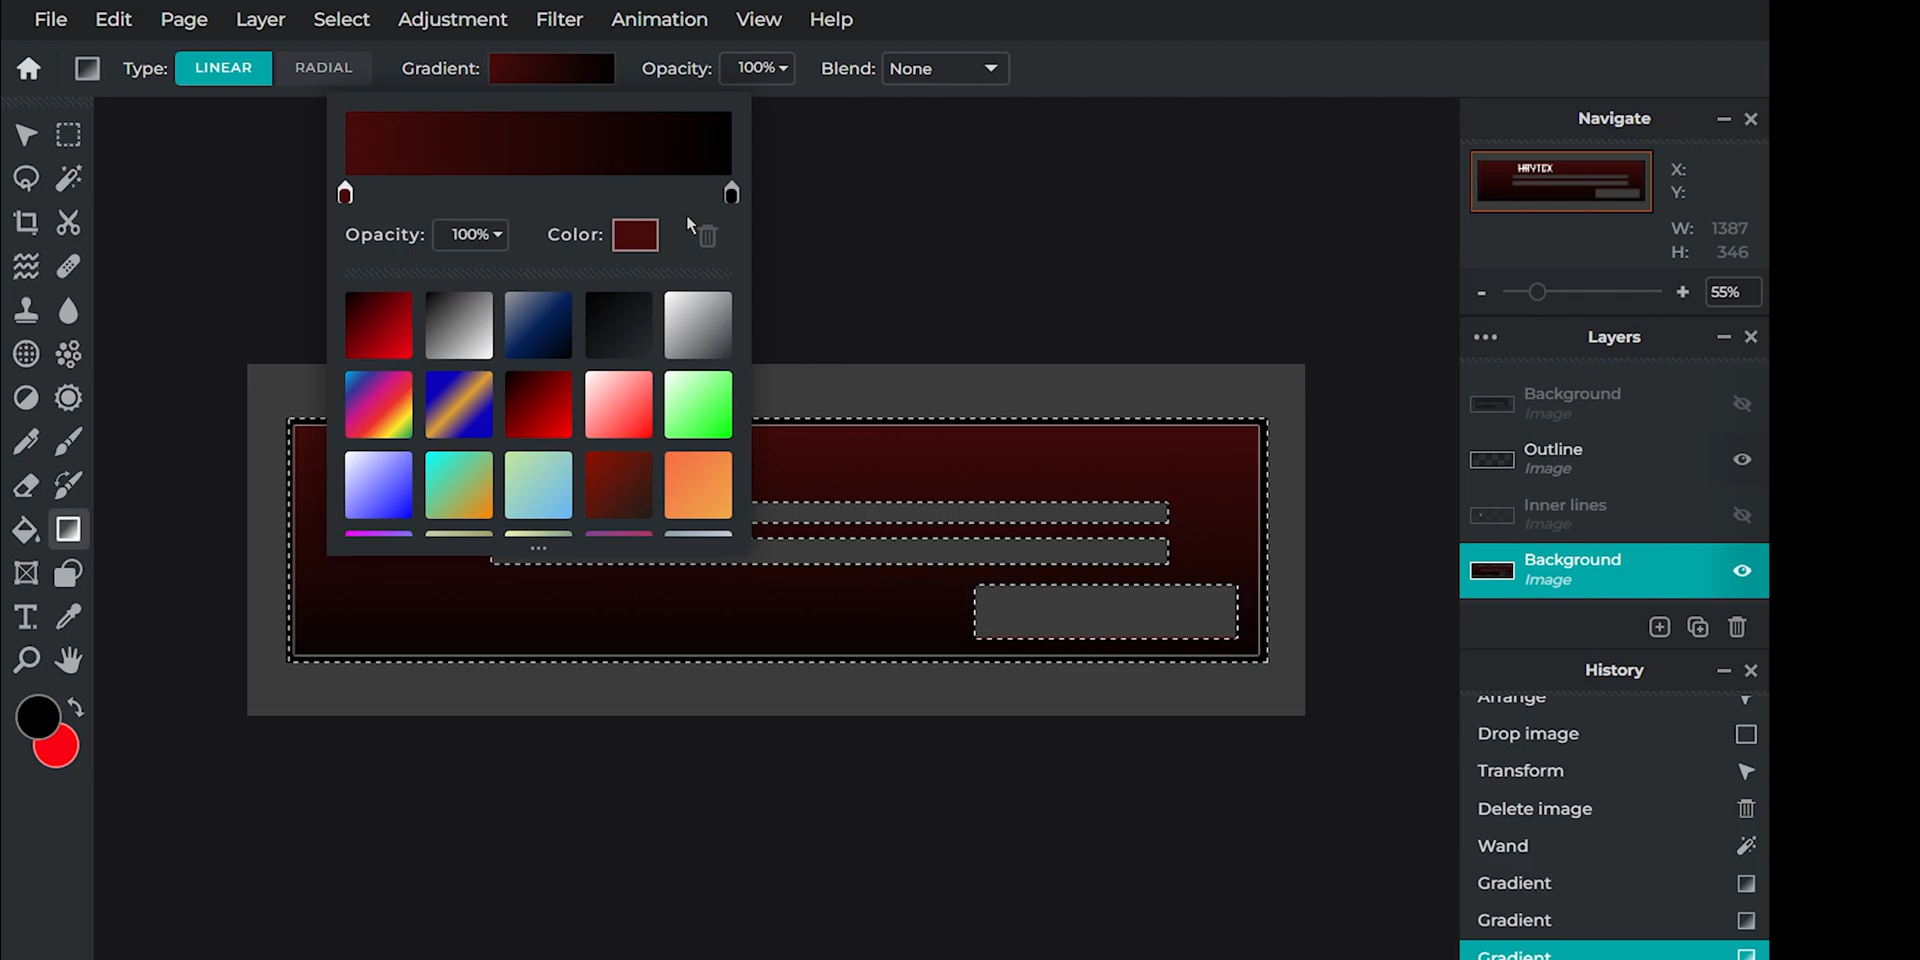 File Edit Page Layer Select Adjustment Filter Animation View Help
Type: LINEAR RADIAL Gradient: Opacity: 100% Blend: None
Opacity: 100% Color:
Navigate
X:
Y:
W: 1387
H: 346
- + 55%
Layers
Background
Image
Outline
Image
Inner lines
Image
Background
Image
History
Arrange
Drop image
Transform
Delete image
Wand
Gradient
Gradient
Gradient